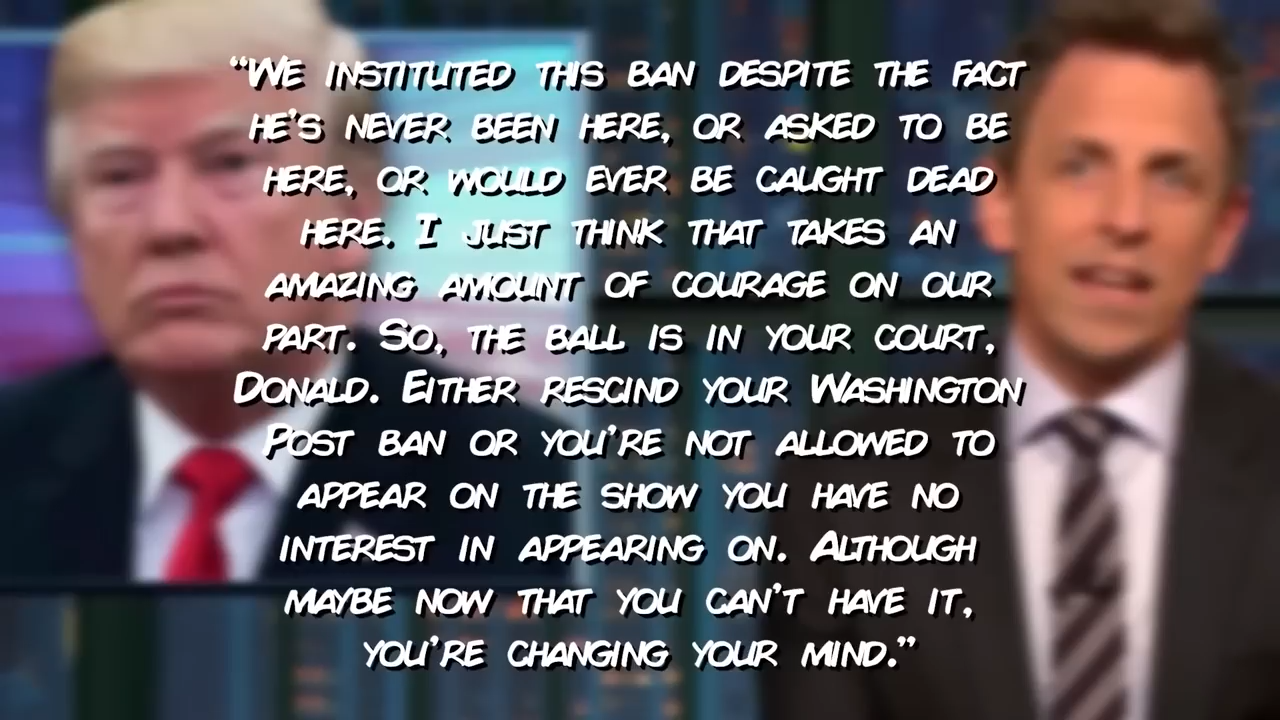 “We instituted this ban despite the fact
he’s never been here, or asked to be
here, or would ever be caught dead
here. I just think that takes an
amazing amount of courage on our
part. So, the ball is in your court,
Donald. Either rescind your Washington
Post ban or you’re not allowed to
appear on the show you have no
interest in appearing on. Although
maybe now that you can’t have it,
you’re changing your mind.”